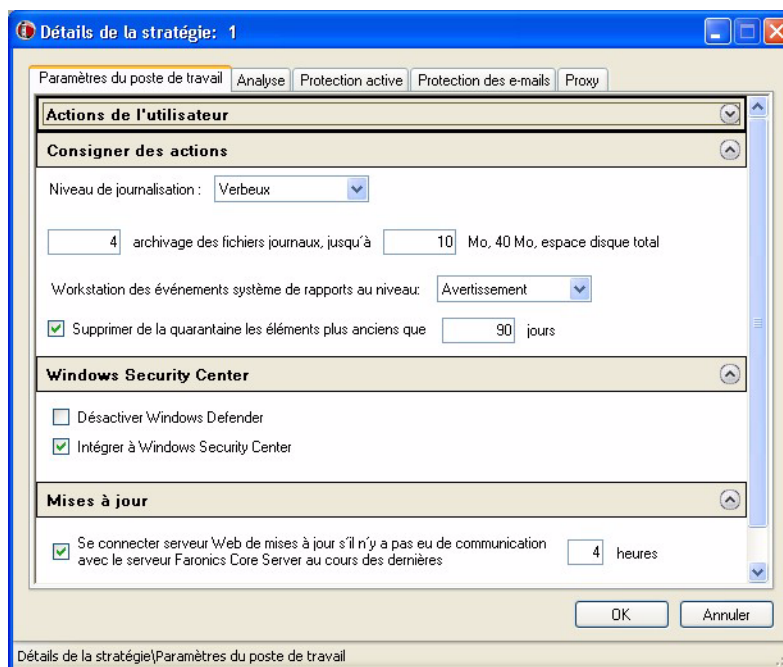 Détails de la stratégie: 1
Paramètres du poste de travail Analyse Protection active Protection des e-mails Proxy
Actions de l'utilisateur
Consigner des actions
Niveau de journalisation : Verbeux
4 archivage des fichiers journaux, jusqu'à 10 Mo, 40 Mo, espace disque total
Workstation des événements système de rapports au niveau: Avertissement
Supprimer de la quarantaine les éléments plus anciens que 90 jours
Windows Security Center
Désactiver Windows Defender
Intégrer à Windows Security Center
Mises à jour
Se connecter serveur Web de mises à jour s'il n'y a pas eu de communication
avec le serveur Faronics Core Server au cours des dernières 4 heures
OK Annuler
Détails de la stratégie\Paramètres du poste de travail